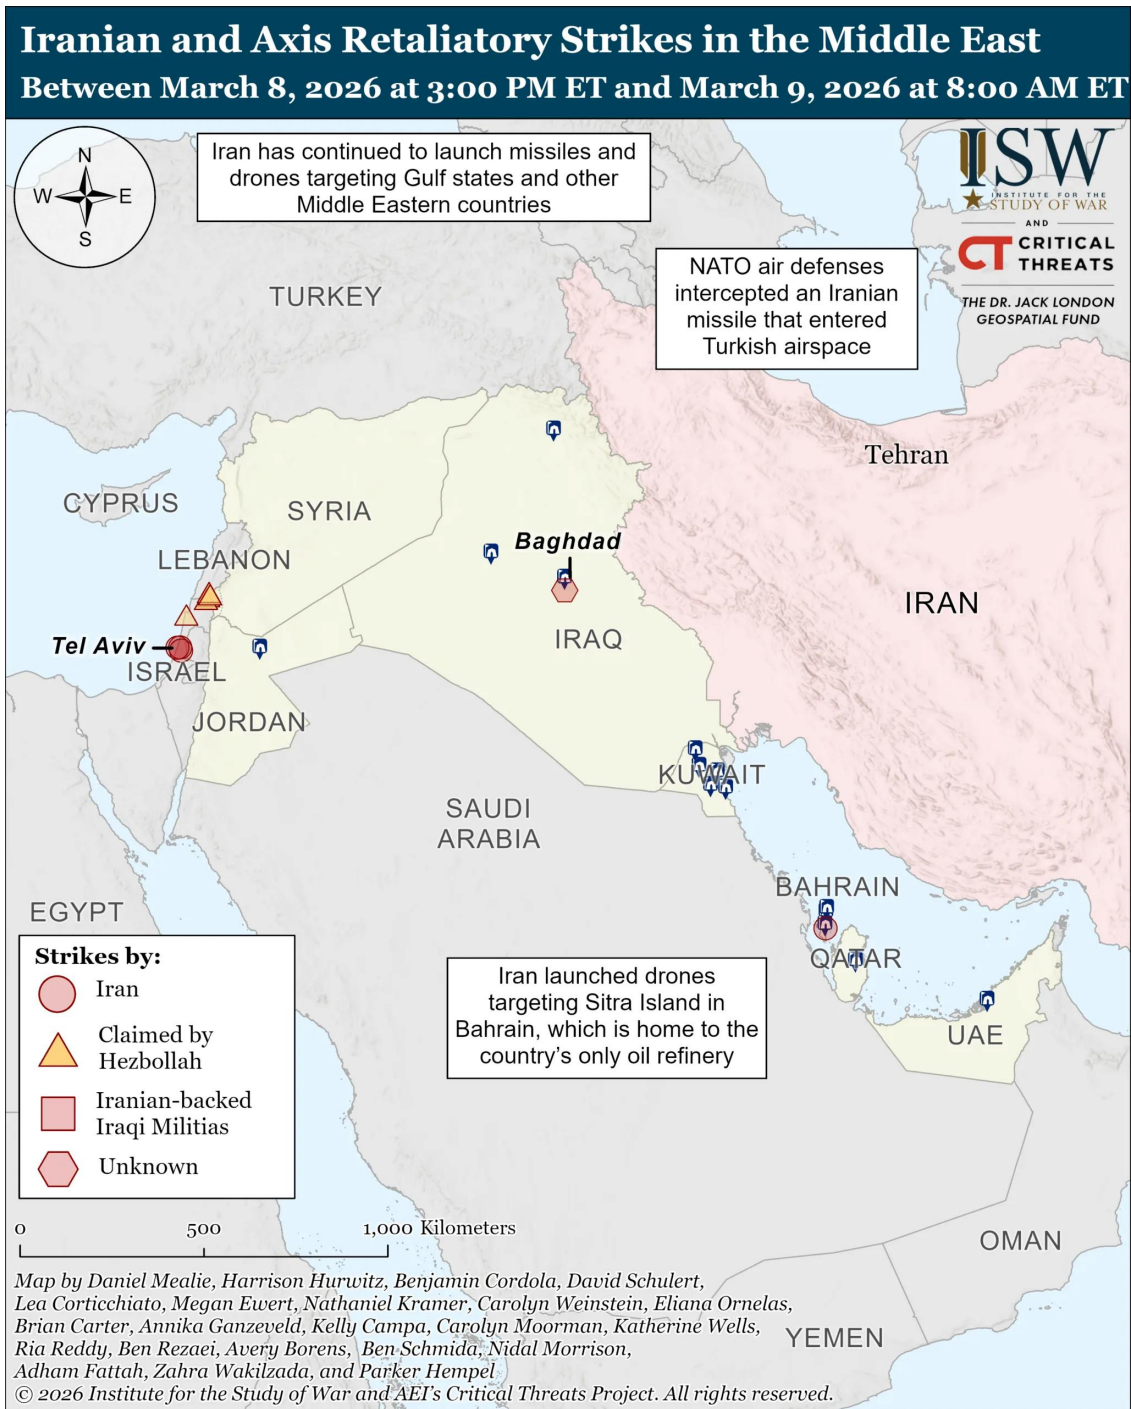 Iranian and Axis Retaliatory Strikes in the Middle East
Between March 8, 2026 at 3:00 PM ET and March 9, 2026 at 8:00 AM ET
N
W
E
S
Iran has continued to launch missiles and
drones targeting Gulf states and other
Middle Eastern countries
ISW
INSTITUTE FOR THE
STUDY OF WAR
AND
CT CRITICAL
THREATS
THE DR. JACK LONDON
GEOSPATIAL FUND
NATO air defenses
intercepted an Iranian
missile that entered
Turkish airspace
TURKEY
Tehran
CYPRUS
SYRIA
LEBANON
Baghdad
IRAN
IRAQ
Tel Aviv
ISRAEL
JORDAN
KUWAIT
SAUDI
ARABIA
BAHRAIN
EGYPT
QATAR
UAE
Iran launched drones
targeting Sitra Island in
Bahrain, which is home to the
country's only oil refinery
Strikes by:
Iran
Claimed by
Hezbollah
Iranian-backed
Iraqi Militias
Unknown
0 500 1,000 Kilometers
OMAN
YEMEN
Map by Daniel Mealie, Harrison Hurwitz, Benjamin Cordola, David Schulert,
Lea Corticchiato, Megan Ewert, Nathaniel Kramer, Carolyn Weinstein, Eliana Ornelas,
Brian Carter, Annika Ganzeveld, Kelly Campa, Carolyn Moorman, Katherine Wells,
Ria Reddy, Ben Rezaei, Avery Borens, Ben Schmida, Nidal Morrison,
Adham Fattah, Zahra Wakilzada, and Parker Hempel
© 2026 Institute for the Study of War and AEI's Critical Threats Project. All rights reserved.